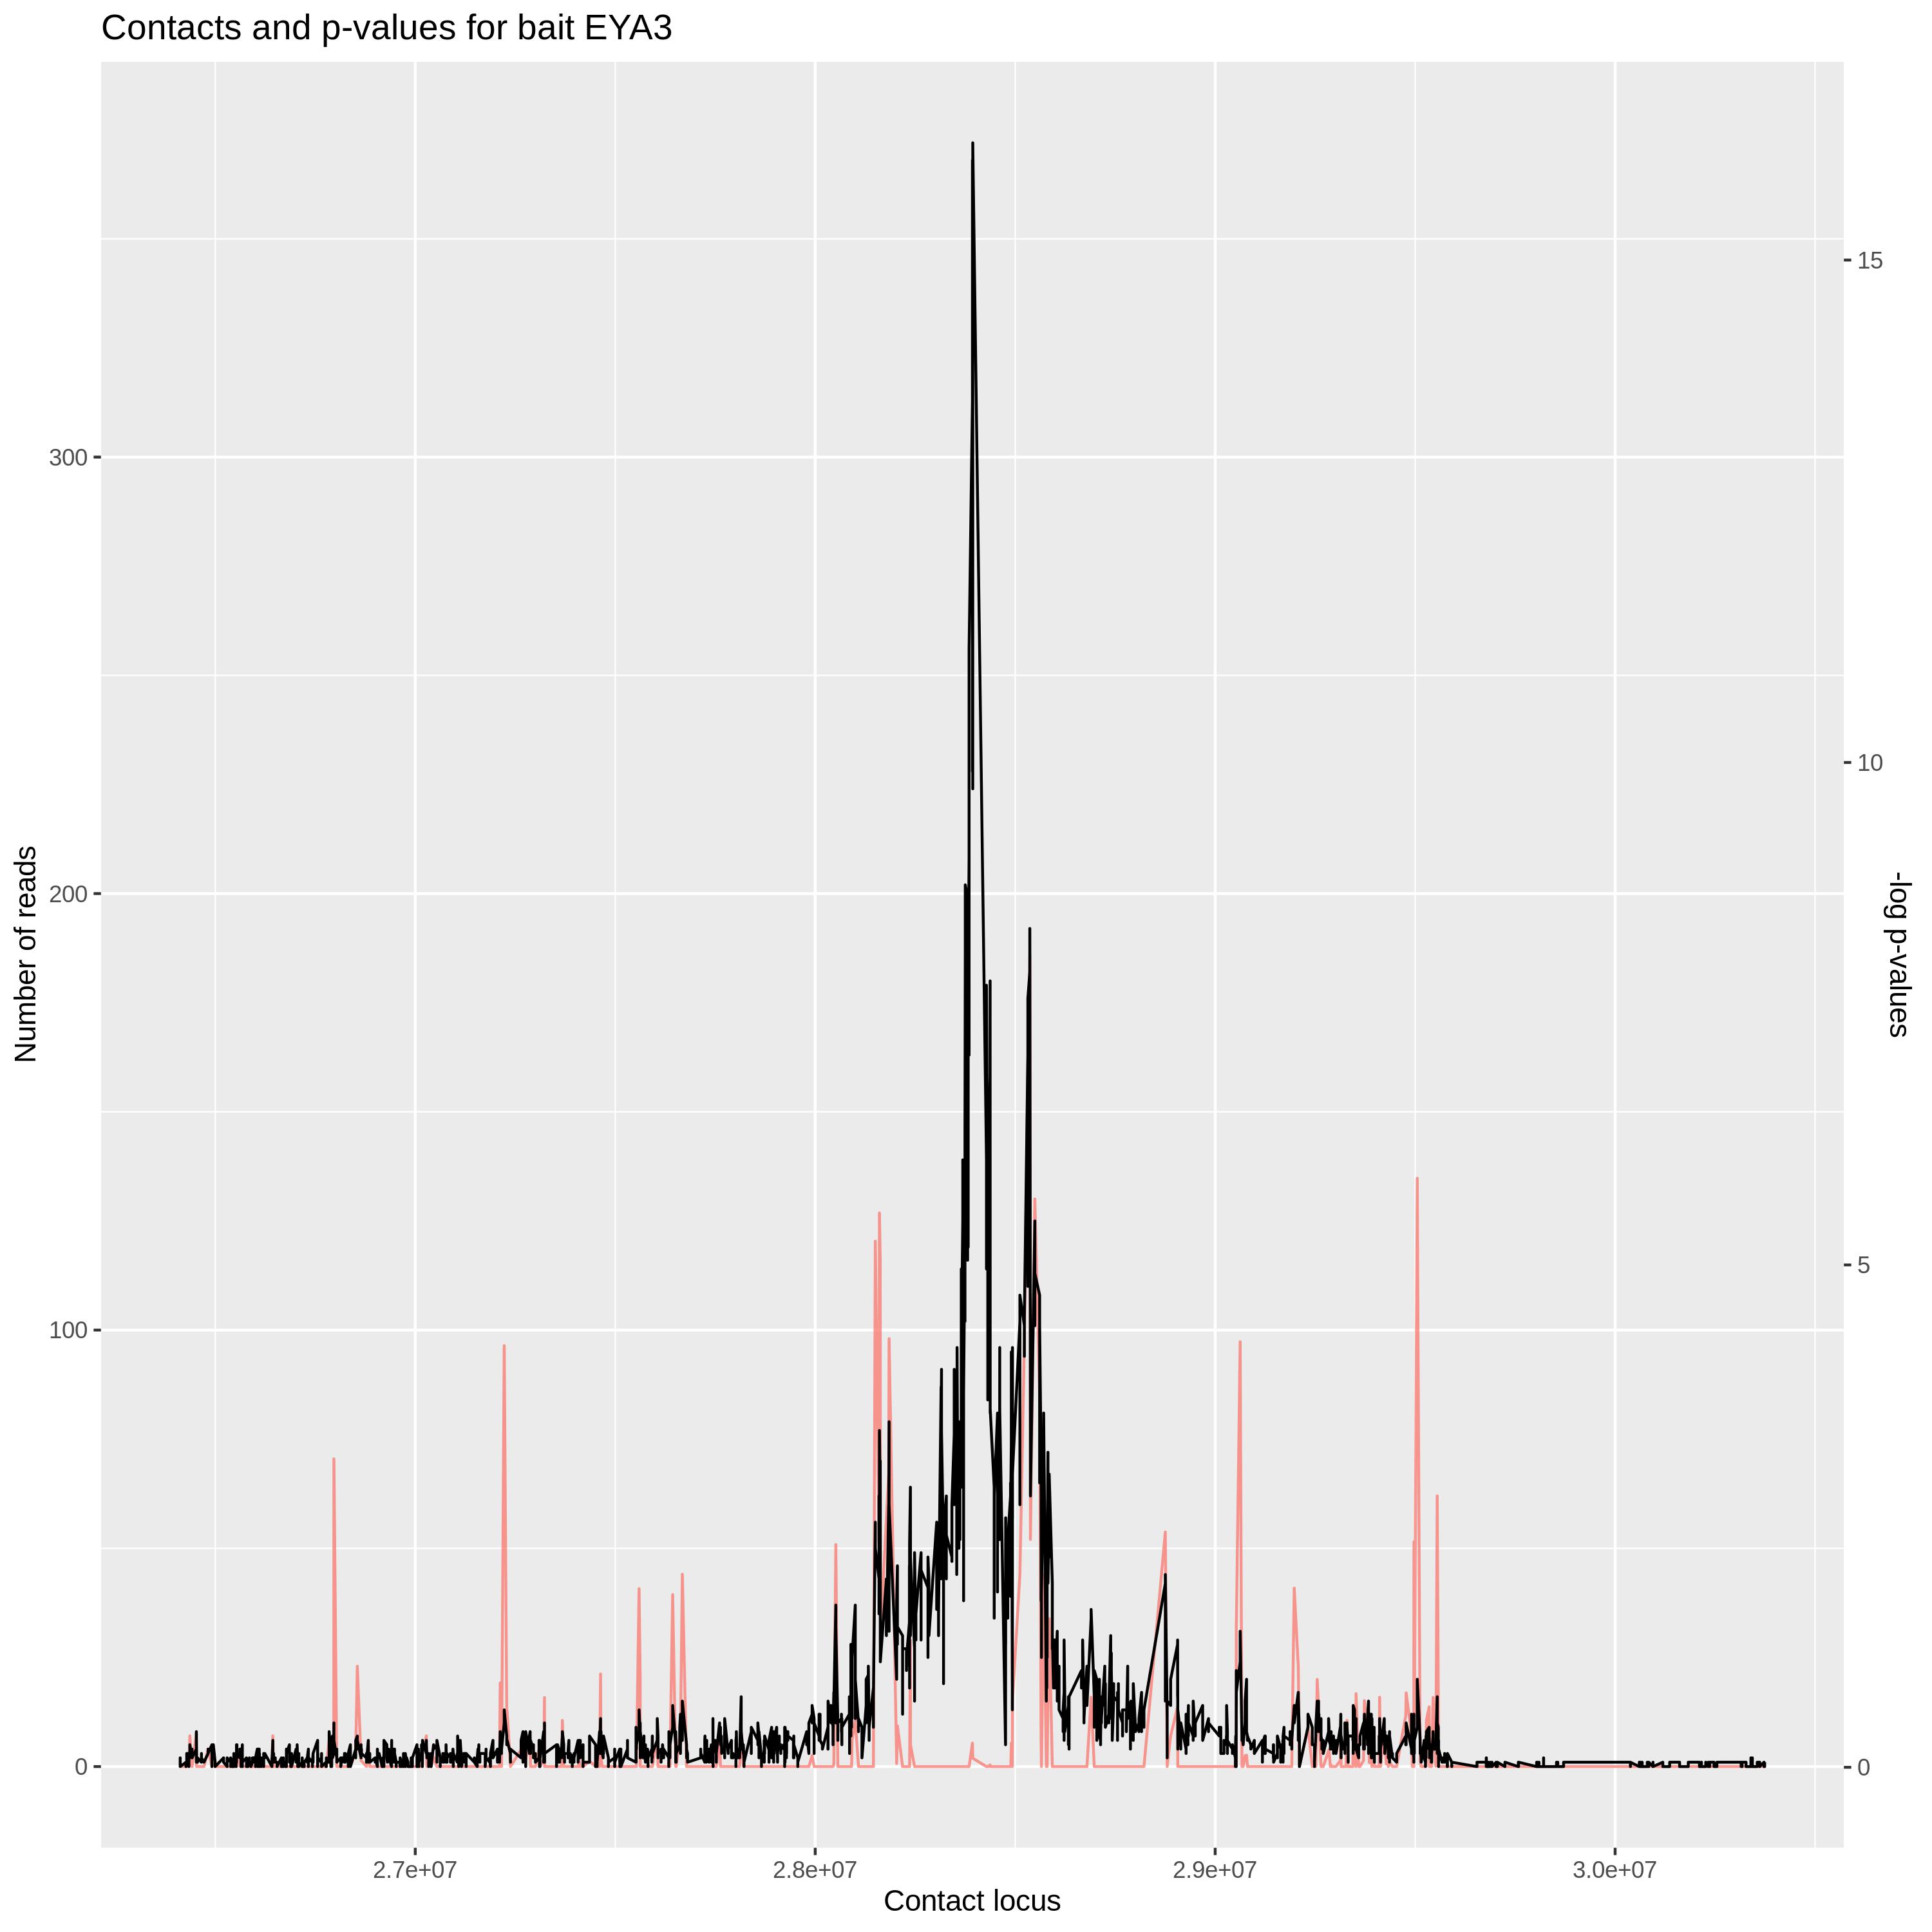 Contacts and p-values for bait EYA3
300
200
100
0
Number of reads
15
10
5
0
-log p-values
2.7e+07
2.8e+07
2.9e+07
3.0e+07
Contact locus